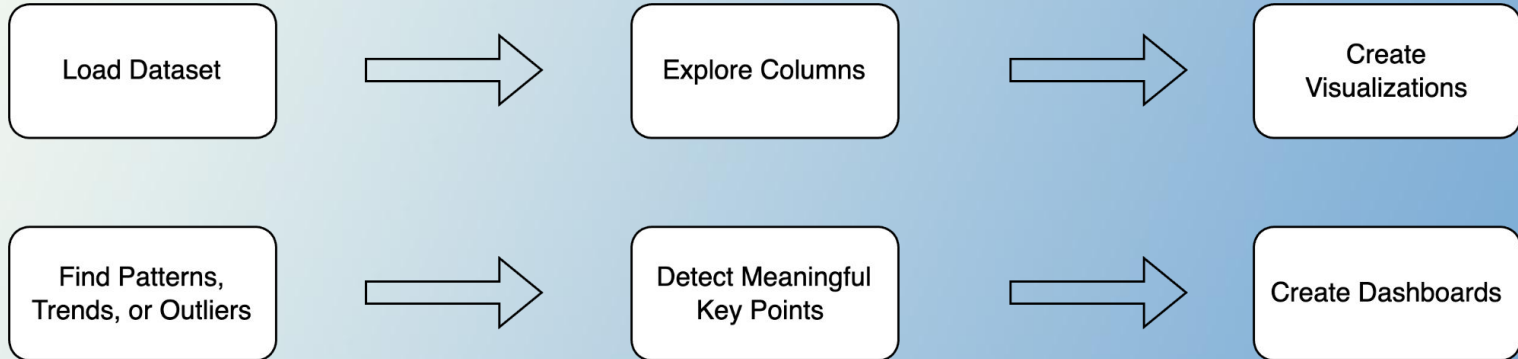 Load Dataset
Explore Columns
Create
Visualizations
Find Patterns,
Trends, or Outliers
Detect Meaningful
Key Points
Create Dashboards